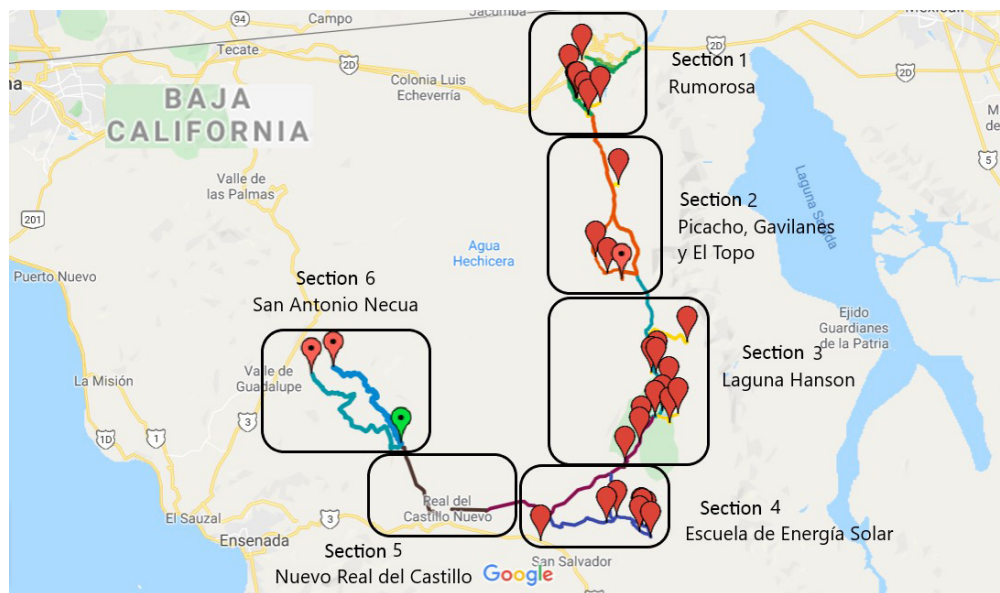 Jacumba
94
Campo
Tecate
2D
Colonia Luis
Echeverría
Section 1
Rumorosa
2D
2D
BAJA
CALIFORNIA
Valle de
las Palmas
201
Section 2
Picacho, Gavilanes
y El Topo
Laguna Salada
5
Agua
Hechicera
Puerto Nuevo
Section 6
San Antonio Necua
3
Ejido
Guardianes
de la Patria
Section 3
Laguna Hanson
La Misión
Valle de
Guadalupe
1D
1
3
El Sauzal
3
Ensenada
Real del
Castillo Nuevo
Section 4
Escuela de Energía Solar
Section 5
Nuevo Real del Castillo
Google
San Salvador